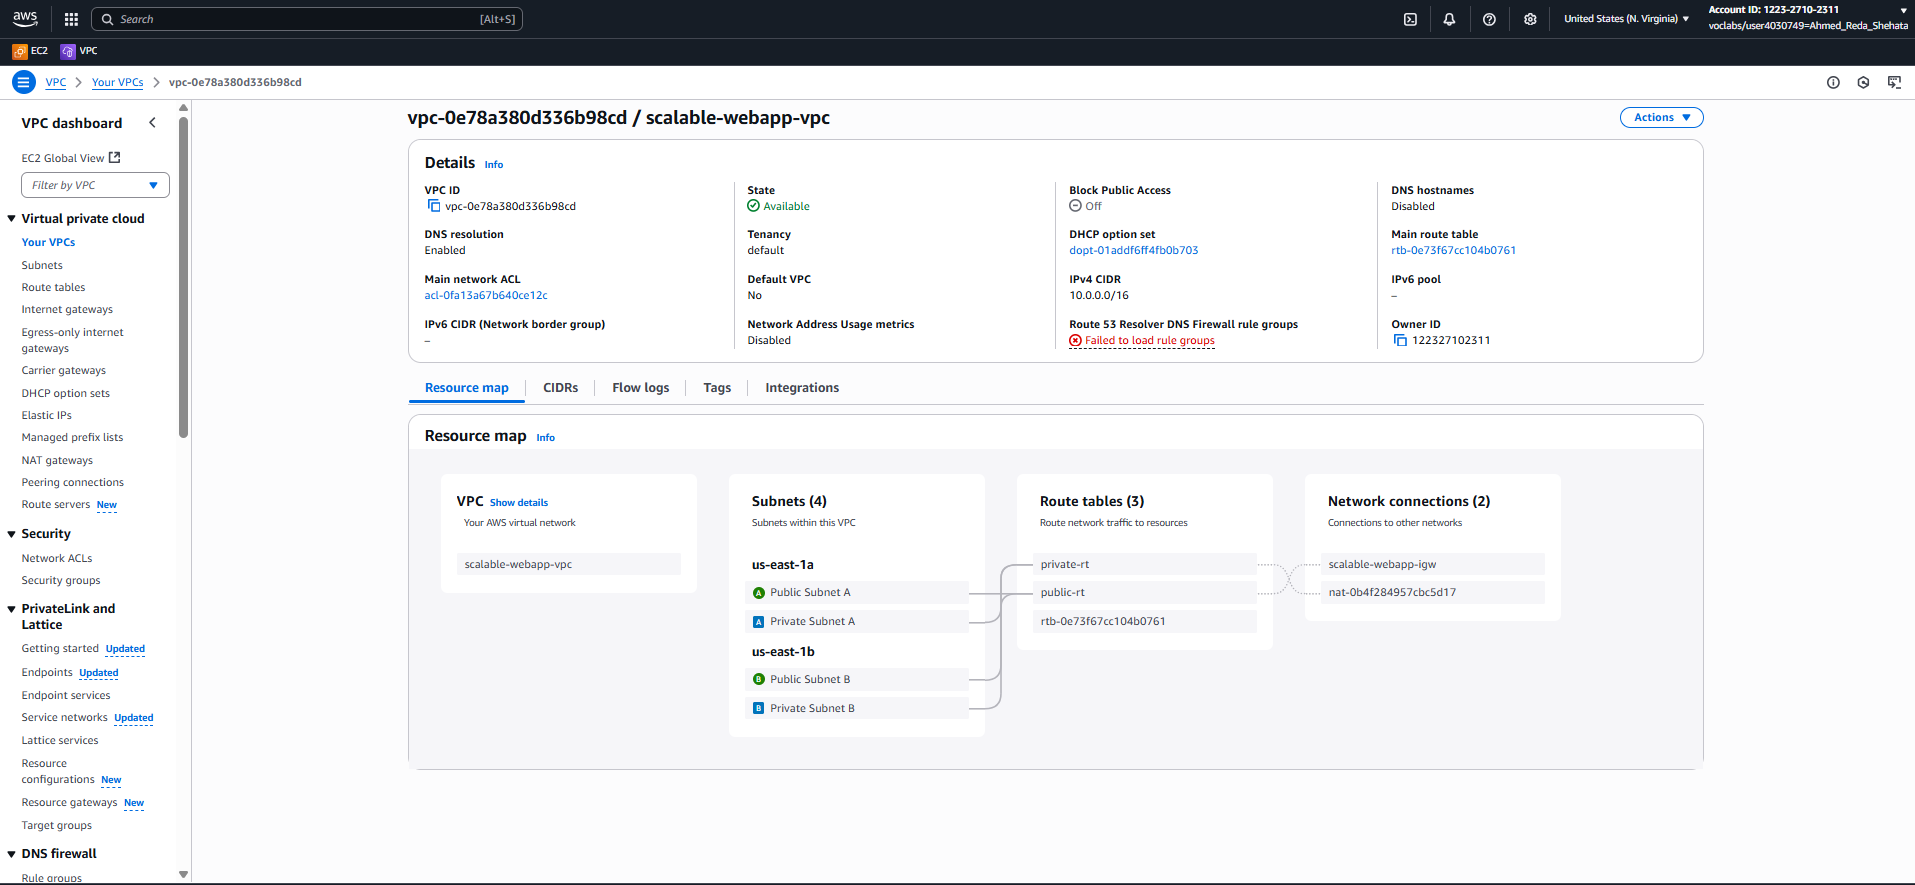 aws
Search [Alt+S]
United States (N. Virginia)
Account ID: 1223-2710-2311
voclabs/user4030749=Ahmed_Reda_Shehata
EC2
VPC
VPC
Your VPCs
vpc-0e78a380d336b98cd
VPC dashboard
EC2 Global View
Filter by VPC
Virtual private cloud
Your VPCs
Subnets
Route tables
Internet gateways
Egress-only internet
gateways
Carrier gateways
DHCP option sets
Elastic IPs
Managed prefix lists
NAT gateways
Peering connections
Route servers New
Security
Network ACLs
Security groups
PrivateLink and
Lattice
Getting started Updated
Endpoints Updated
Endpoint services
Service networks Updated
Lattice services
Resource
configurations New
Resource gateways New
Target groups
DNS firewall
Rule groups
vpc-0e78a380d336b98cd / scalable-webapp-vpc
Actions
Details Info
VPC ID
vpc-0e78a380d336b98cd
State
Available
Block Public Access
Off
DNS hostnames
Disabled
DNS resolution
Enabled
Tenancy
default
DHCP option set
dopt-01addf6ff4fb0b703
Main route table
rtb-0e73f67cc104b0761
Main network ACL
acl-0fa13a67b640ce12c
Default VPC
No
IPv4 CIDR
10.0.0.0/16
IPv6 pool
–
IPv6 CIDR (Network border group)
–
Network Address Usage metrics
Disabled
Route 53 Resolver DNS Firewall rule groups
Failed to load rule groups
Owner ID
122327102311
Resource map
CIDRs
Flow logs
Tags
Integrations
Resource map Info
VPC Show details
Your AWS virtual network
scalable-webapp-vpc
Subnets (4)
Subnets within this VPC
us-east-1a
A Public Subnet A
A Private Subnet A
us-east-1b
B Public Subnet B
B Private Subnet B
Route tables (3)
Route network traffic to resources
private-rt
public-rt
rtb-0e73f67cc104b0761
Network connections (2)
Connections to other networks
scalable-webapp-igw
nat-0b4f284957cbc5d17